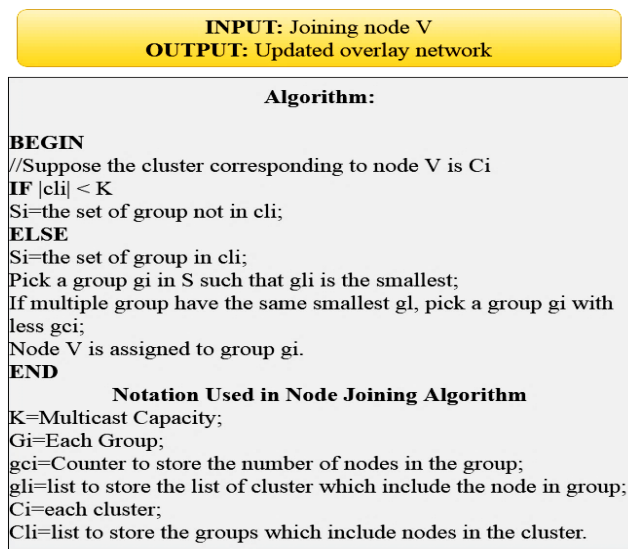 INPUT: Joining node V
OUTPUT: Updated overlay network
Algorithm:
BEGIN
//Suppose the cluster corresponding to node V is Ci
IF |cli| < K
Si=the set of group not in cli;
ELSE
Si=the set of group in cli;
Pick a group gi in S such that gli is the smallest;
If multiple group have the same smallest gl, pick a group gi with
less gci;
Node V is assigned to group gi.
END
Notation Used in Node Joining Algorithm
K=Multicast Capacity;
Gi=Each Group;
gci=Counter to store the number of nodes in the group;
gli=list to store the list of cluster which include the node in group;
Ci=each cluster;
Cli=list to store the groups which include nodes in the cluster.